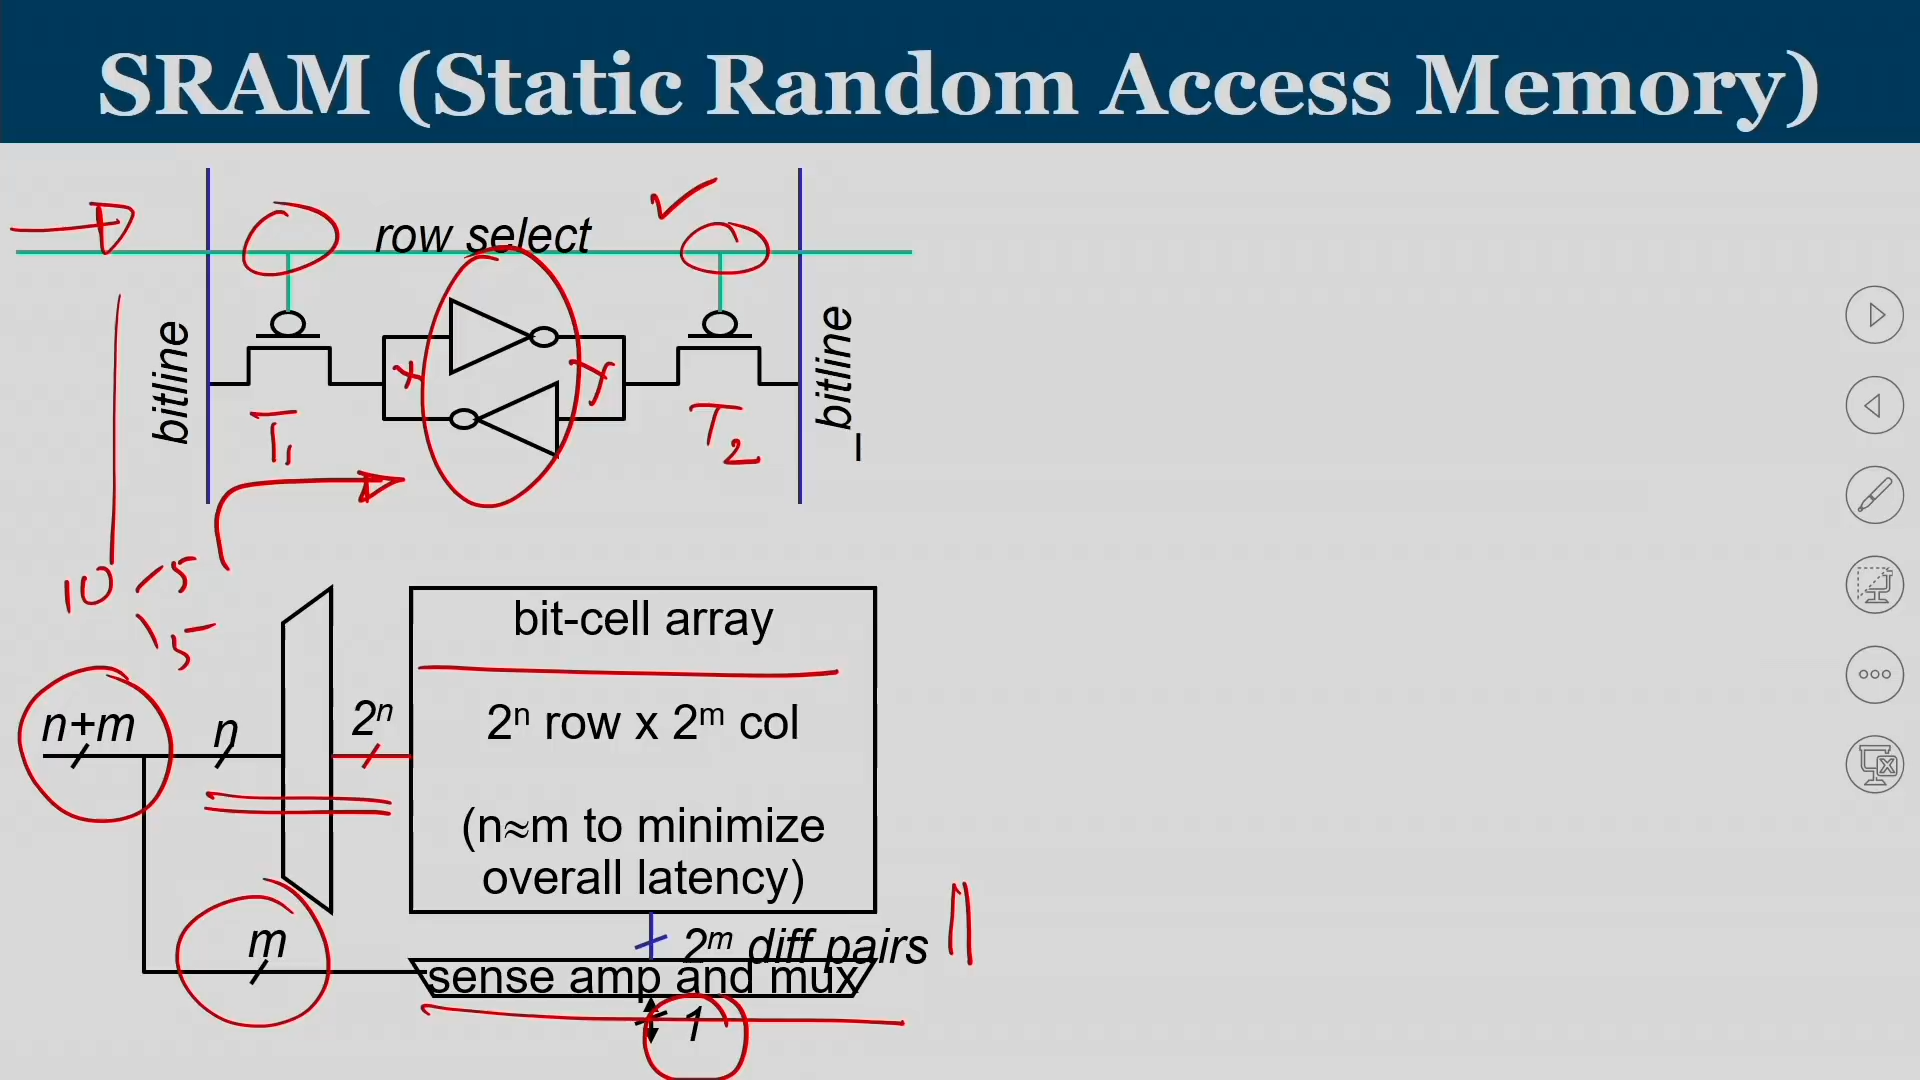 SRAM (Static Random Access Memory)
row select
bitline
_bitline
X
Y
T1
T2
10
5
5
bit-cell array
n+m
n
2ⁿ
2ⁿ row x 2ᵐ col
(n≈m to minimize
overall latency)
m
2ᵐ diff pairs
sense amp and mux
1